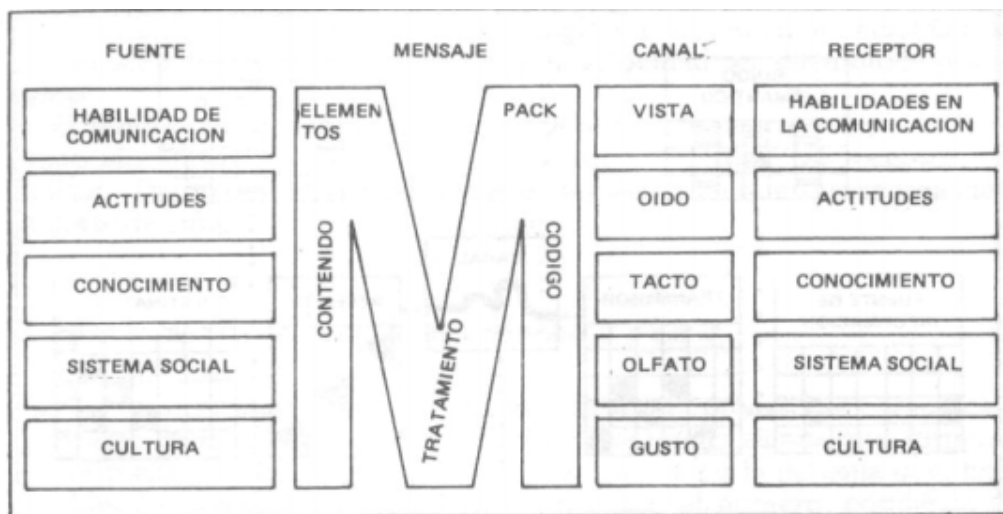 FUENTE
MENSAJE
CANAL
RECEPTOR
HABILIDAD DE
COMUNICACION
ACTITUDES
CONOCIMIENTO
SISTEMA SOCIAL
CULTURA
ELEMEN
TOS
PACK
CONTENIDO
TRATAMIENTO
CODIGO
VISTA
OIDO
TACTO
OLFATO
GUSTO
HABILIDADES EN
LA COMUNICACION
ACTITUDES
CONOCIMIENTO
SISTEMA SOCIAL
CULTURA